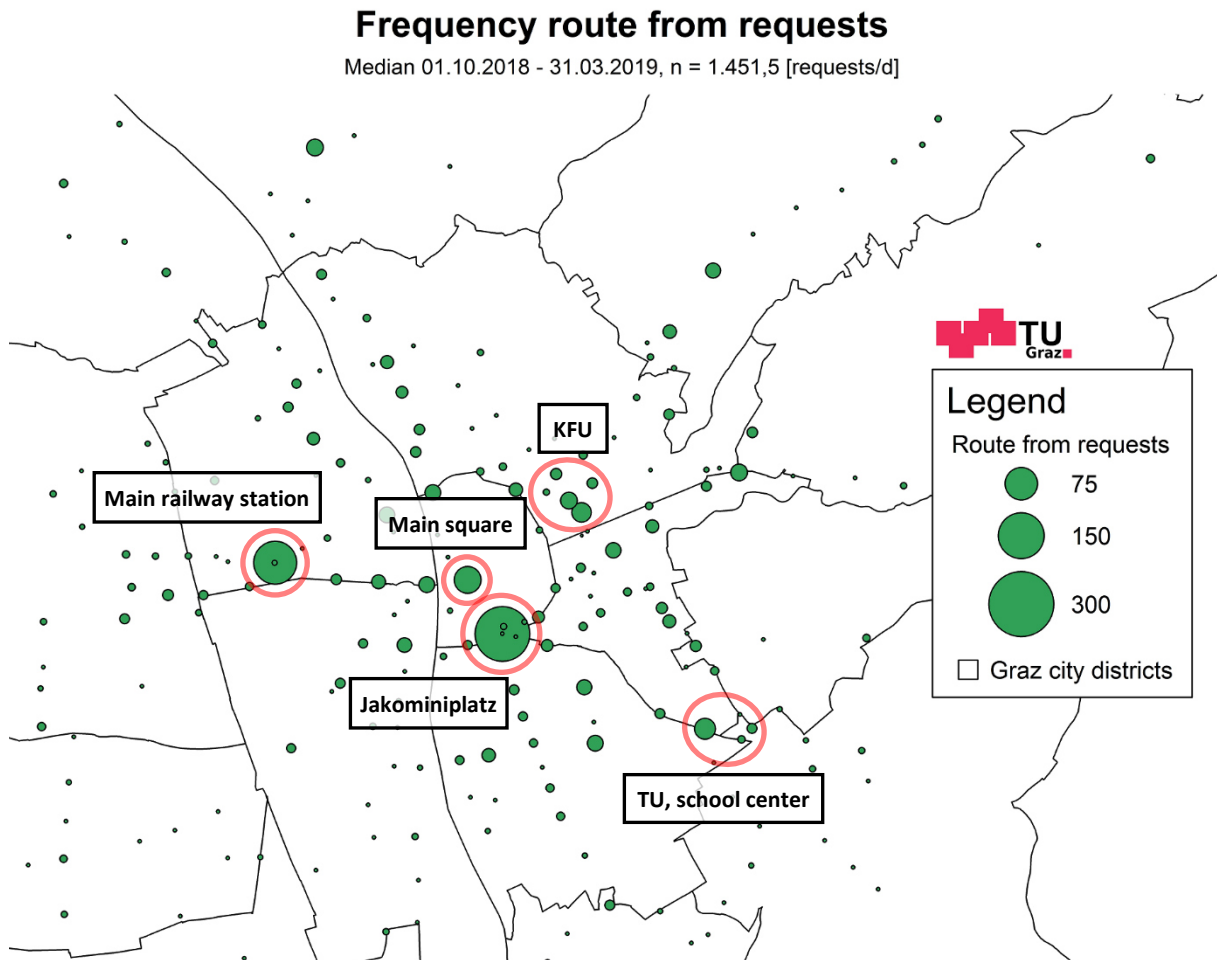 Frequency route from requests
Median 01.10.2018 - 31.03.2019, n = 1.451,5 [requests/d]
TU
Graz
Legend
Route from requests
75
150
300
Graz city districts
KFU
Main railway station
Main square
Jakominiplatz
TU, school center